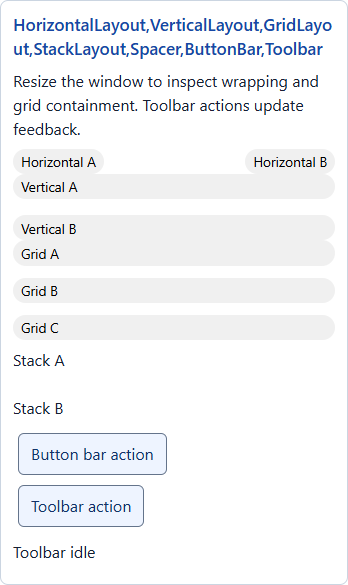 HorizontalLayout,VerticalLayout,GridLayo
ut,StackLayout,Spacer,ButtonBar,Toolbar
Resize the window to inspect wrapping and
grid containment. Toolbar actions update
feedback.
Horizontal A
Horizontal B
Vertical A
Vertical B
Grid A
Grid B
Grid C
Stack A
Stack B
Button bar action
Toolbar action
Toolbar idle